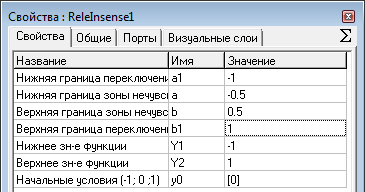 Свойства : ReleInsense1
Свойства Общие Порты Визуальные слои Σ
Название Имя Значение
Нижняя граница переключени a1 -1
Нижняя граница зоны нечувс a -0.5
Верхняя граница зоны нечувс b 0.5
Верхняя граница переключен b1 1
Нижнее зн-е функции Y1 -1
Верхнее зн-е функции Y2 1
Начальные условия (-1; 0 ;1) y0 [0]